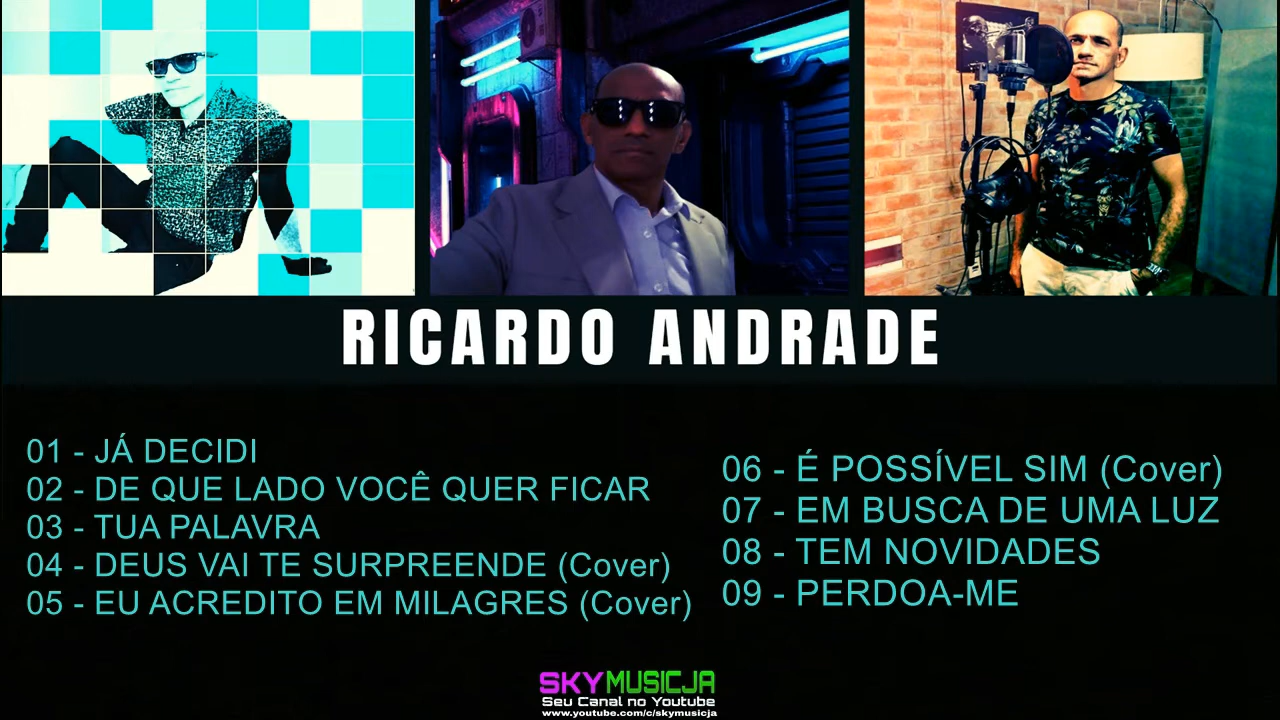 RICARDO ANDRADE
01 - JÁ DECIDI
02 - DE QUE LADO VOCÊ QUER FICAR
03 - TUA PALAVRA
04 - DEUS VAI TE SURPREENDE (Cover)
05 - EU ACREDITO EM MILAGRES (Cover)
06 - É POSSÍVEL SIM (Cover)
07 - EM BUSCA DE UMA LUZ
08 - TEM NOVIDADES
09 - PERDOA-ME
SKYMUSICJA
Seu Canal no Youtube
www.youtube.com/c/skymusicja